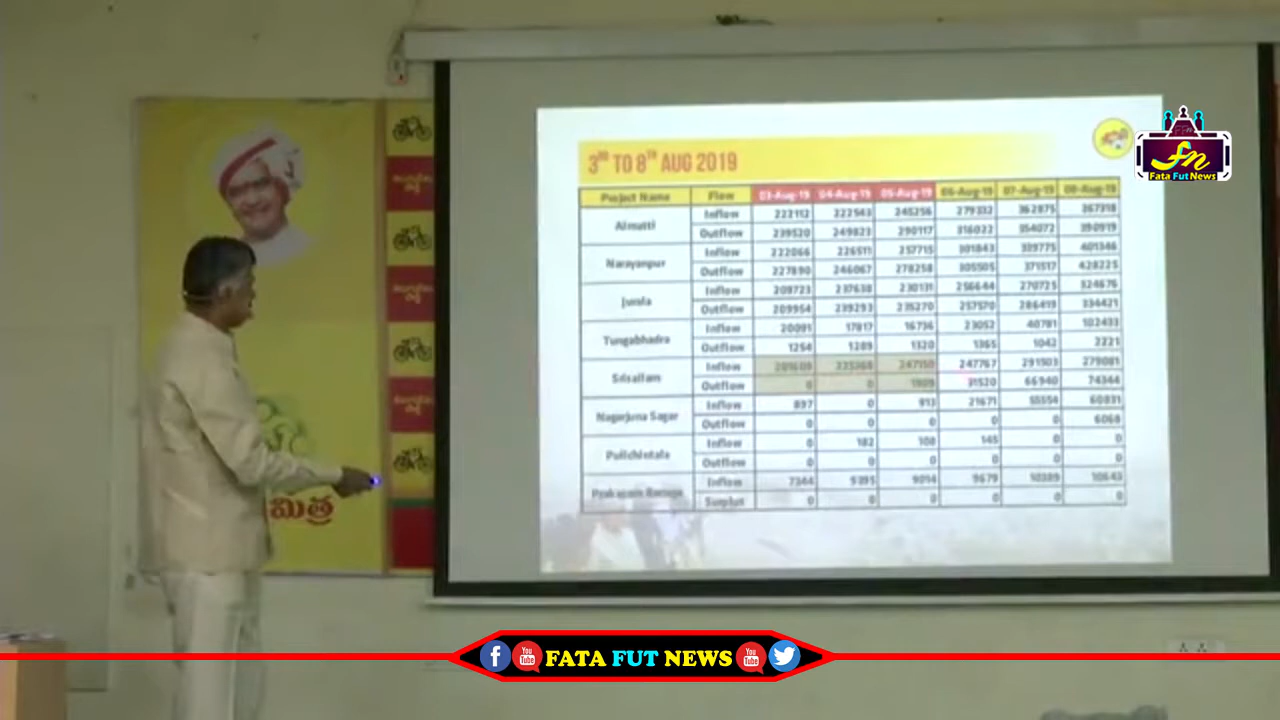 3RD TO 8TH AUG 2019
Fata Fut News
Project Name Flow 03-Aug-19 04-Aug-19 05-Aug-19 06-Aug-19 07-Aug-19 08-Aug-19
Almatti Inflow 222112 222543 245256 279332 362875 367318
Outflow 239520 249823 290117 316022 354072 390919
Narayanpur Inflow 222066 226511 257715 301843 339775 401346
Outflow 227890 246067 278258 305505 371517 428225
Jurala Inflow 209723 237638 230131 256644 270725 324676
Outflow 209954 239293 235270 257570 286419 334421
Tungabhadra Inflow 20091 17817 16736 23052 40781 102433
Outflow 1254 1289 1320 1365 1042 2221
Srisailam Inflow 247767 291503 279081
Outflow 0 0 31520 66940 74344
Nagarjuna Sagar Inflow 897 0 913 21671 55554 60831
Outflow 0 0 0 0 0 6068
Pulichintala Inflow 0 182 108 145 0 0
Outflow 0 0 0 0 0 0
Prakasam Barrage Inflow 7344 9014 9679 10389 10643
Surplus 0 0 0 0 0 0
మిత్ర
FATA FUT NEWS